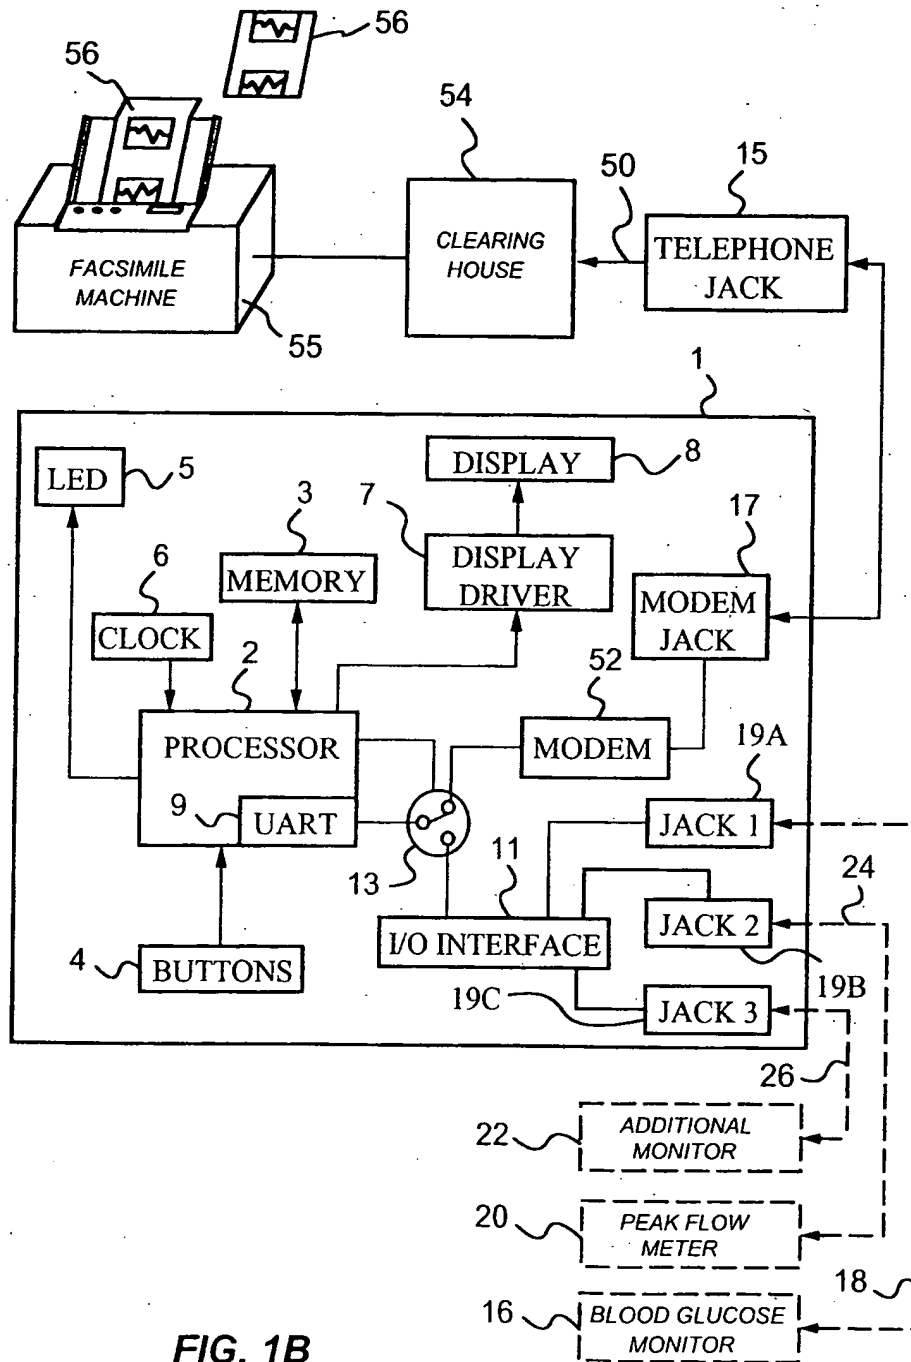 56
56
54
50
15
CLEARING
HOUSE
TELEPHONE
JACK
FACSIMILE
MACHINE
55
1
LED
5
DISPLAY
8
7
3
17
6
MEMORY
DISPLAY
DRIVER
MODEM
JACK
CLOCK
2
52
PROCESSOR
MODEM
19A
9
UART
JACK 1
13
11
24
I/O INTERFACE
JACK 2
4
BUTTONS
19B
19C
JACK 3
26
22
ADDITIONAL
MONITOR
20
PEAK FLOW
METER
18
16
BLOOD GLUCOSE
MONITOR
FIG. 1B